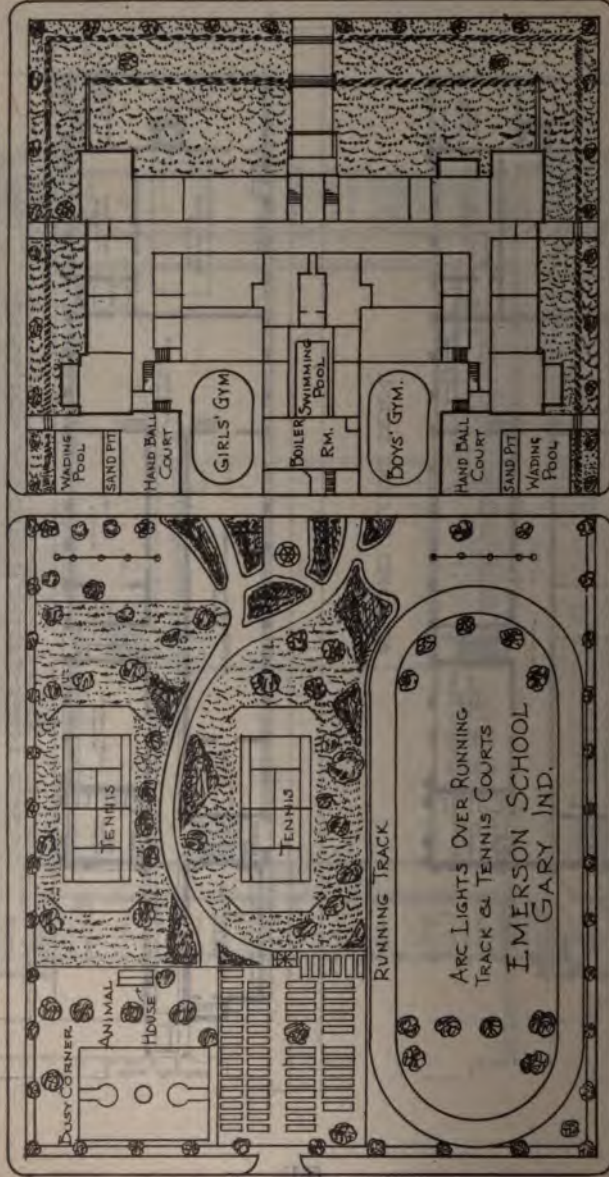 BUSY CORNER
ANIMAL
HOUSE
TENNIS
TENNIS
RUNNING TRACK
ARC LIGHTS OVER RUNNING
TRACK & TENNIS COURTS
EMERSON SCHOOL
GARY IND.
WADING
POOL
SAND PIT
HAND BALL
COURT
GIRLS' GYM
BOILER
RM.
SWIMMING
POOL
BOYS' GYM.
HAND BALL
COURT
SAND PIT
WADING
POOL